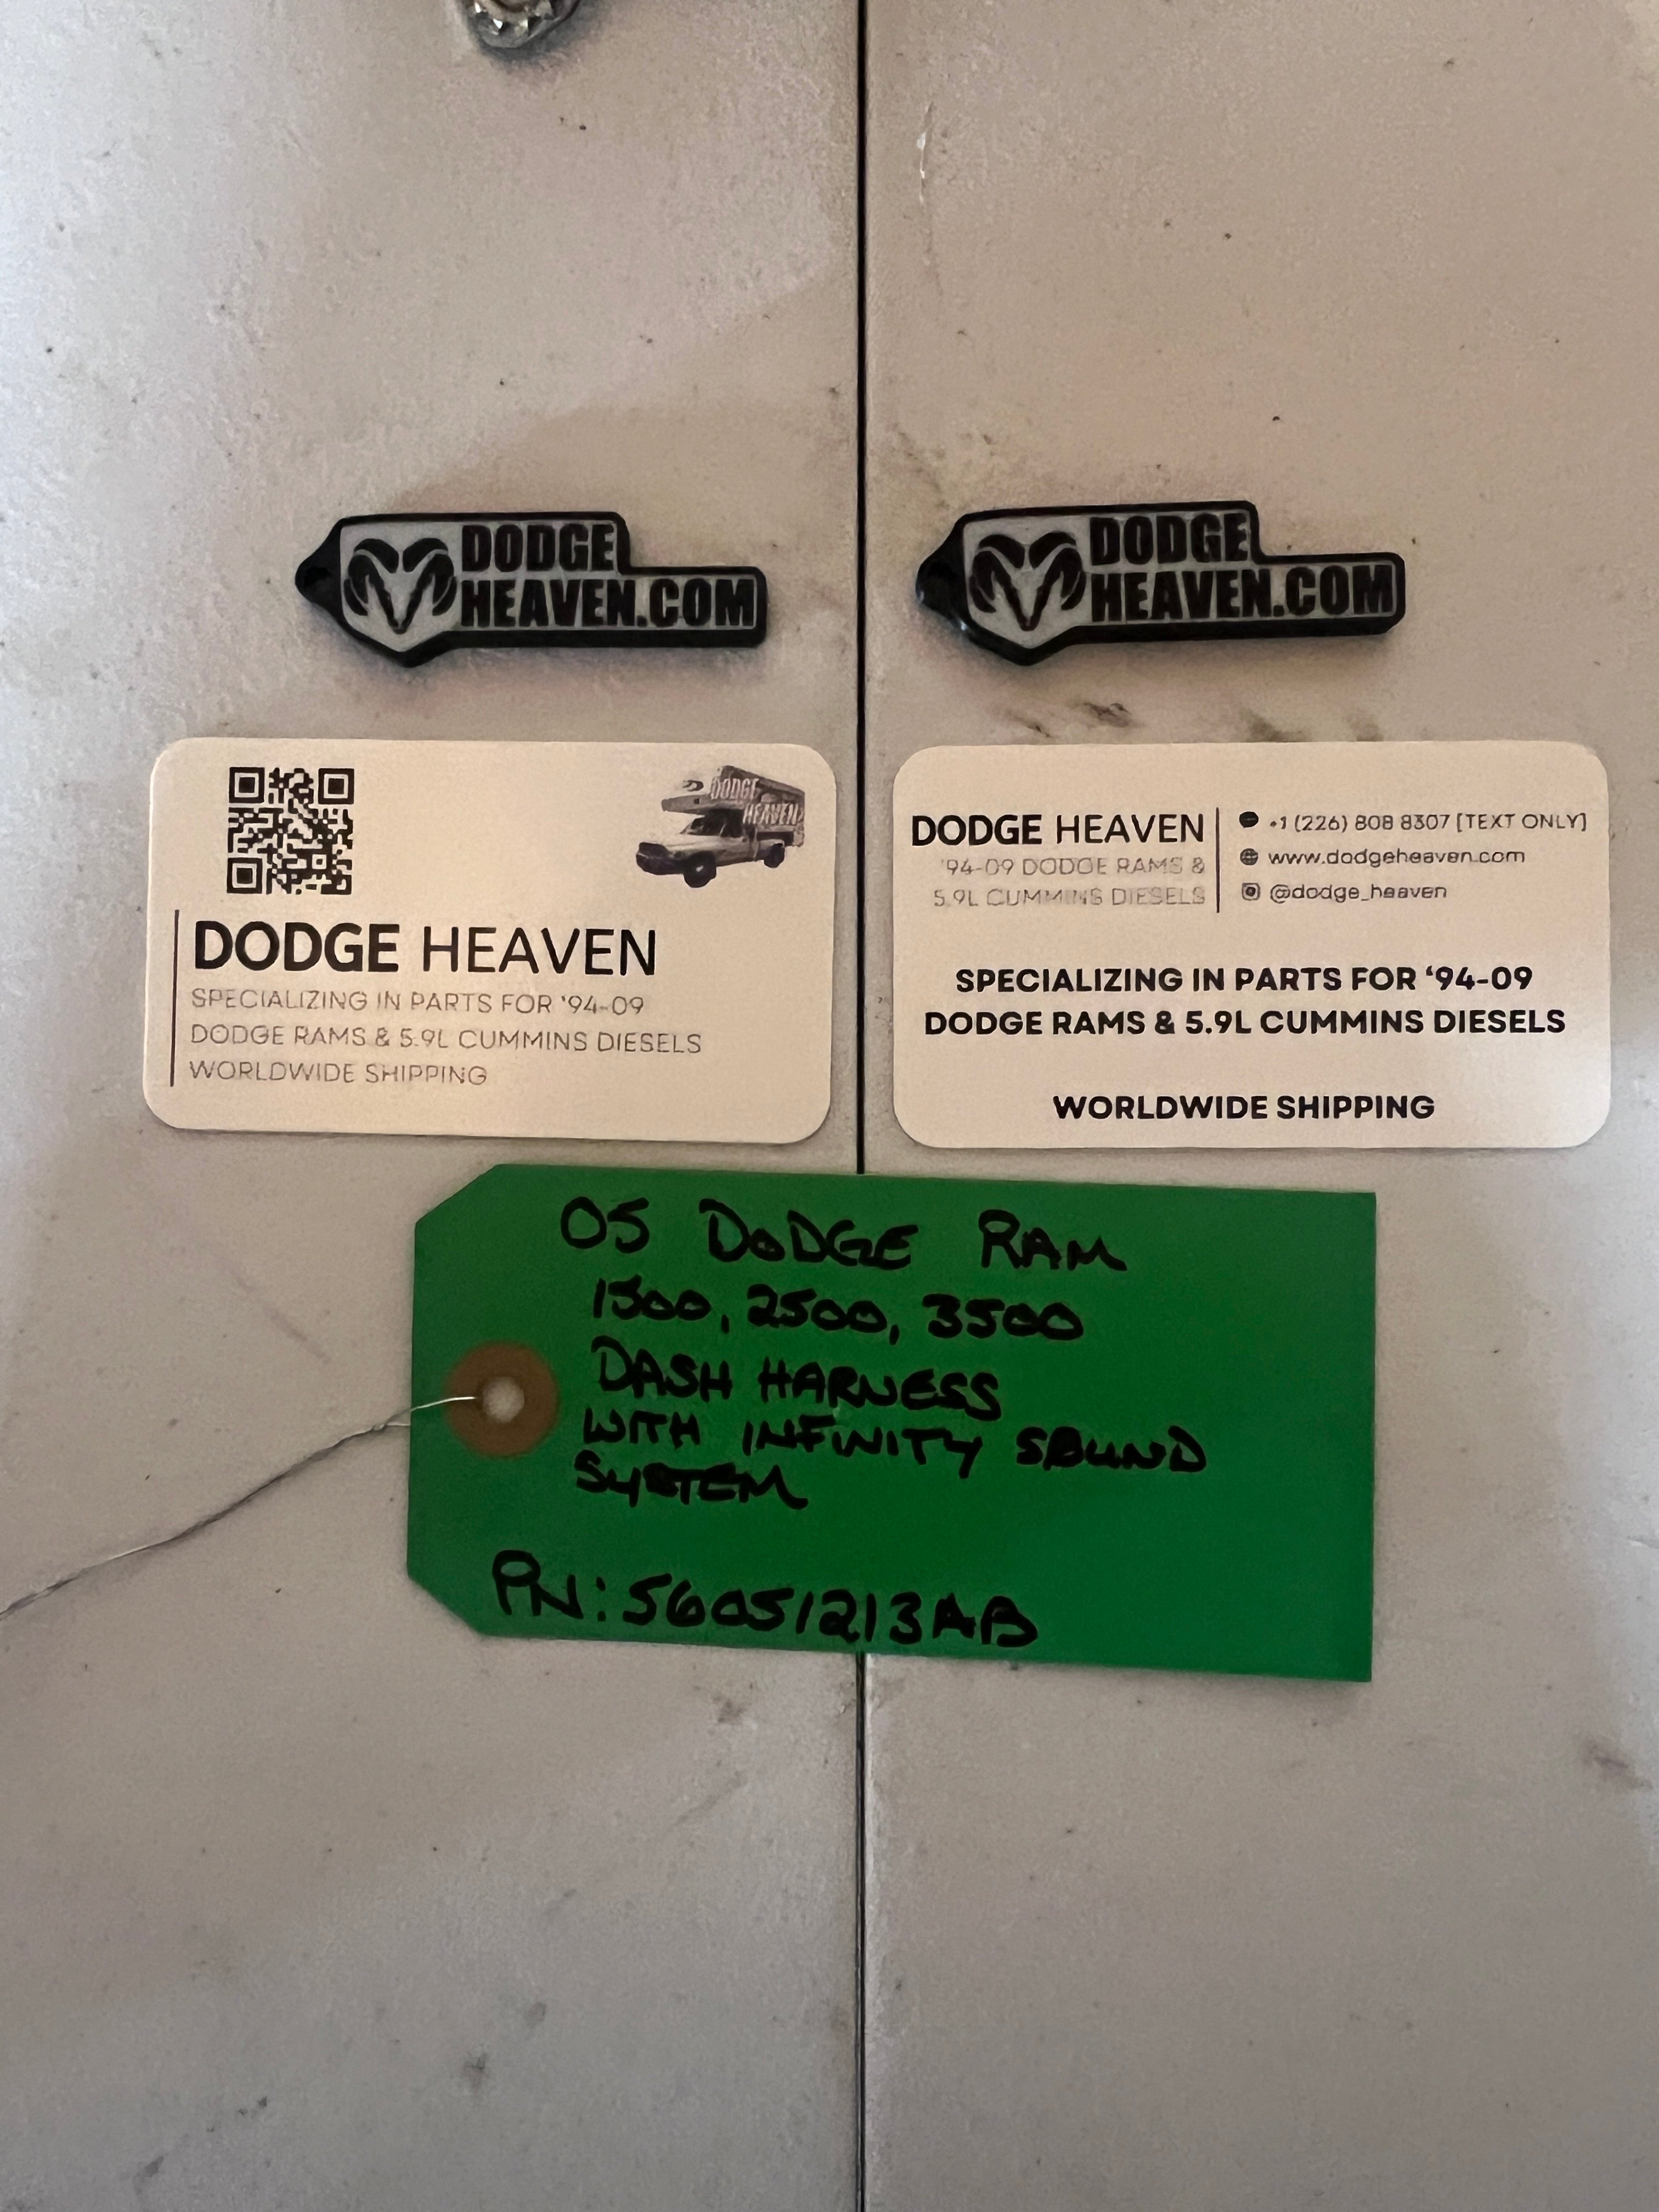 DODGE
HEAVEN.COM
DODGE
HEAVEN.COM
DODGE
HEAVEN
DODGE HEAVEN
SPECIALIZING IN PARTS FOR '94-09
DODGE RAMS & 5.9L CUMMINS DIESELS
WORLDWIDE SHIPPING
DODGE HEAVEN
'94-09 DODGE RAMS &
5.9L CUMMINS DIESELS
+1 (226) 808 8307 [TEXT ONLY]
www.dodgeheaven.com
@dodge_heaven
SPECIALIZING IN PARTS FOR ‘94-09
DODGE RAMS & 5.9L CUMMINS DIESELS
WORLDWIDE SHIPPING
05 DODGE RAM
1500, 2500, 3500
DASH HARNESS
WITH INFINITY SOUND
SYSTEM
PN: 56051213AB